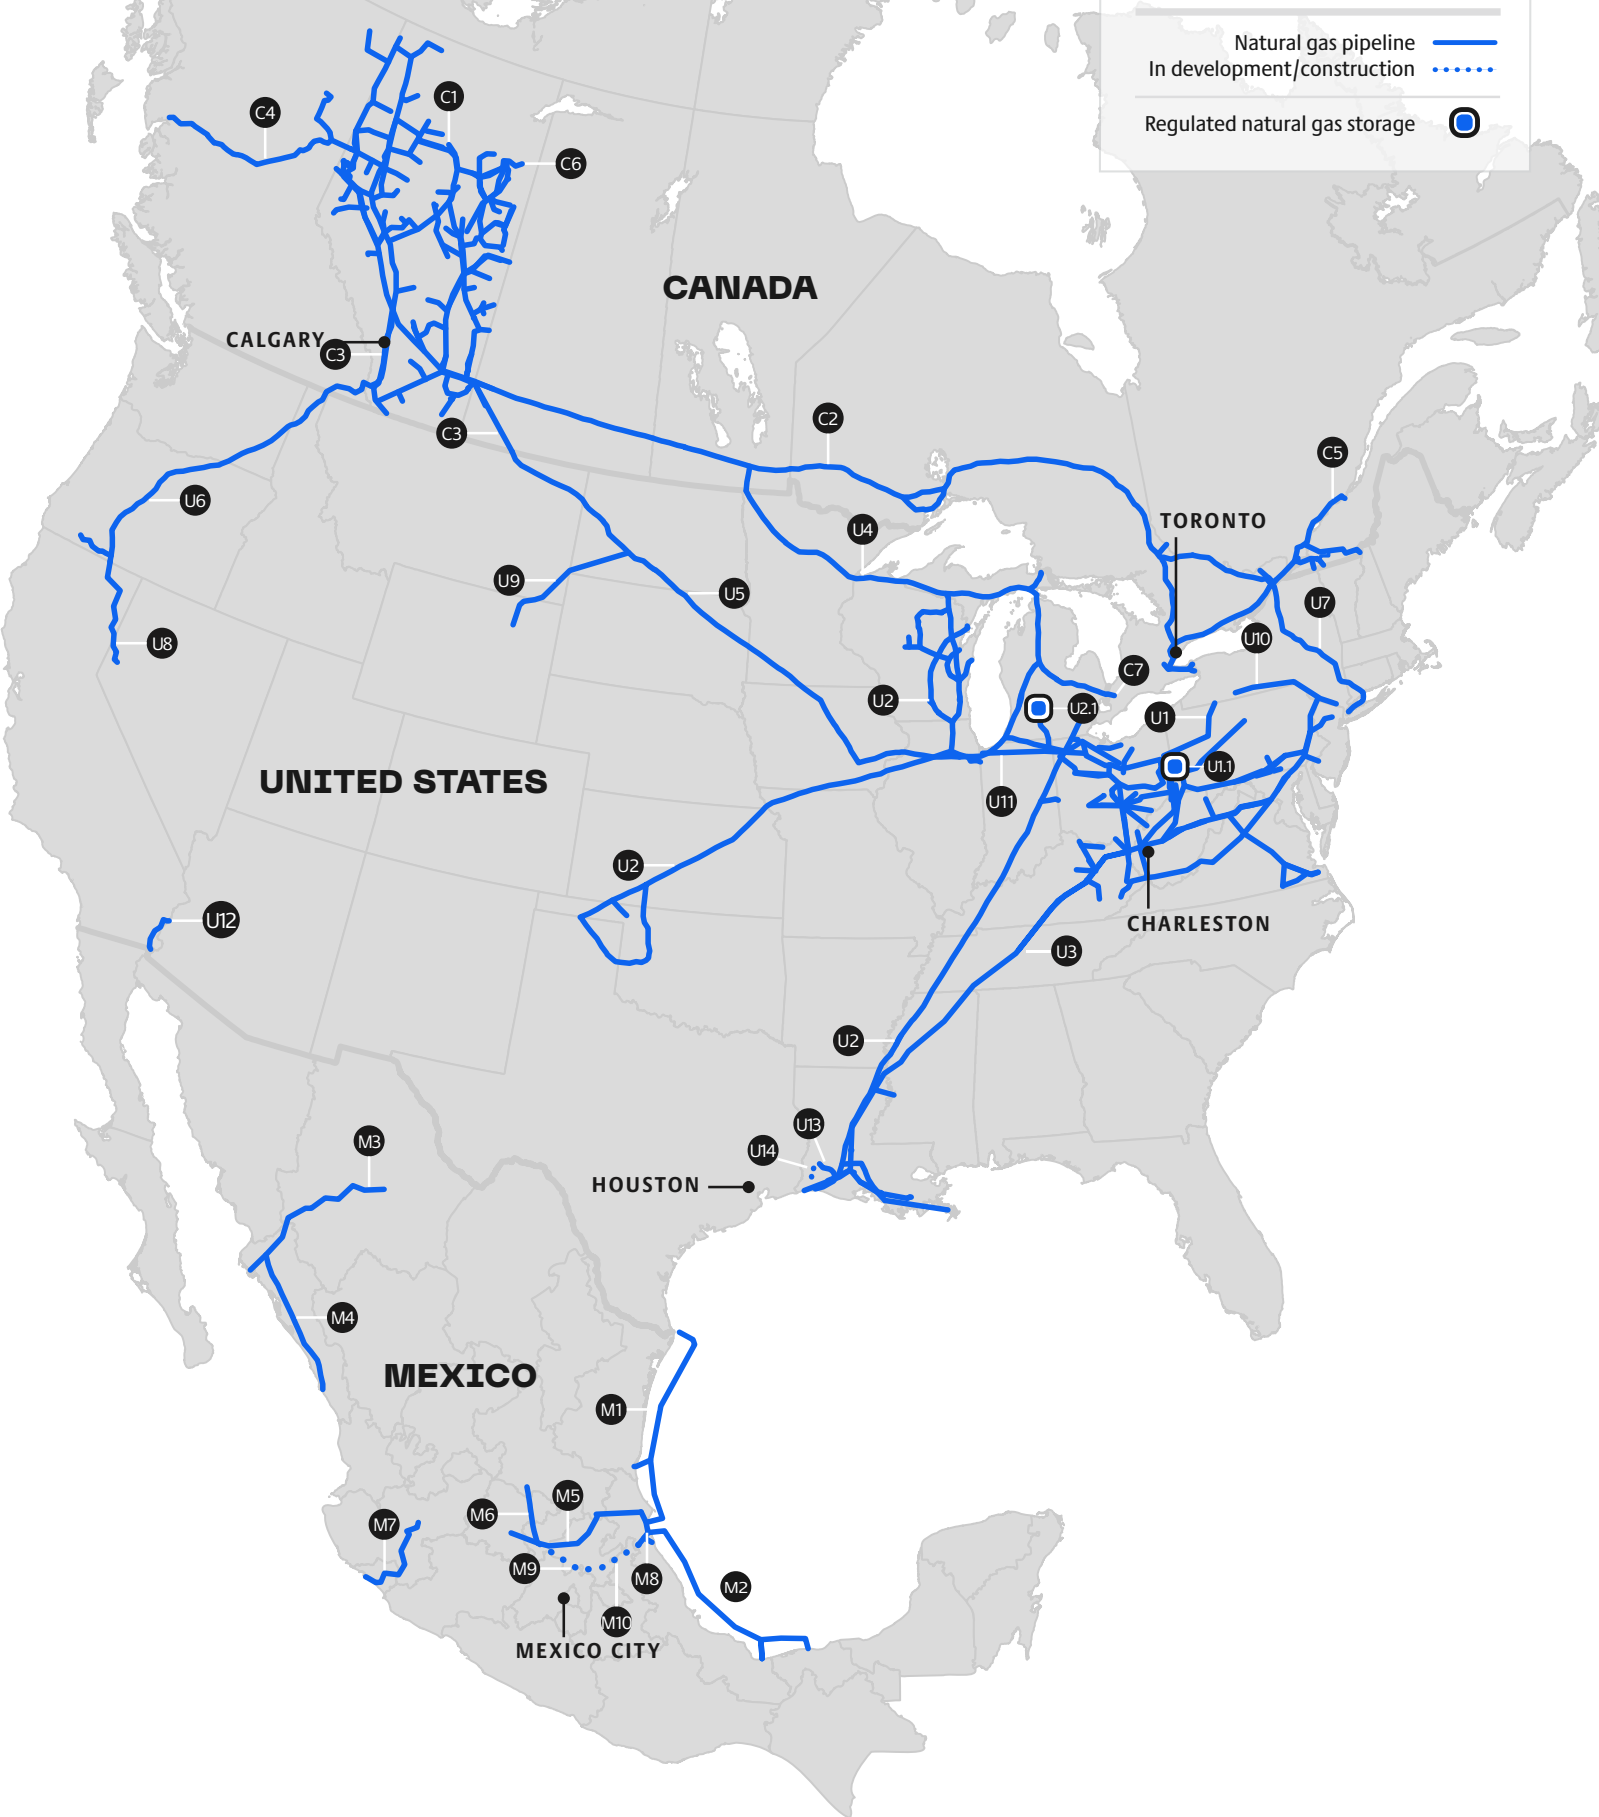 Natural gas pipeline
In development/construction
Regulated natural gas storage
C4
C1
C6
CANADA
CALGARY
C3
C3
C2
C5
U6
TORONTO
U4
U9
U5
U7
U8
U10
C7
U2
U2.1
U1
U1.1
UNITED STATES
U11
U2
U12
CHARLESTON
U3
U2
U13
M3
U14
HOUSTON
M4
MEXICO
M1
M5
M6
M7
M9
M8
M2
M10
MEXICO CITY